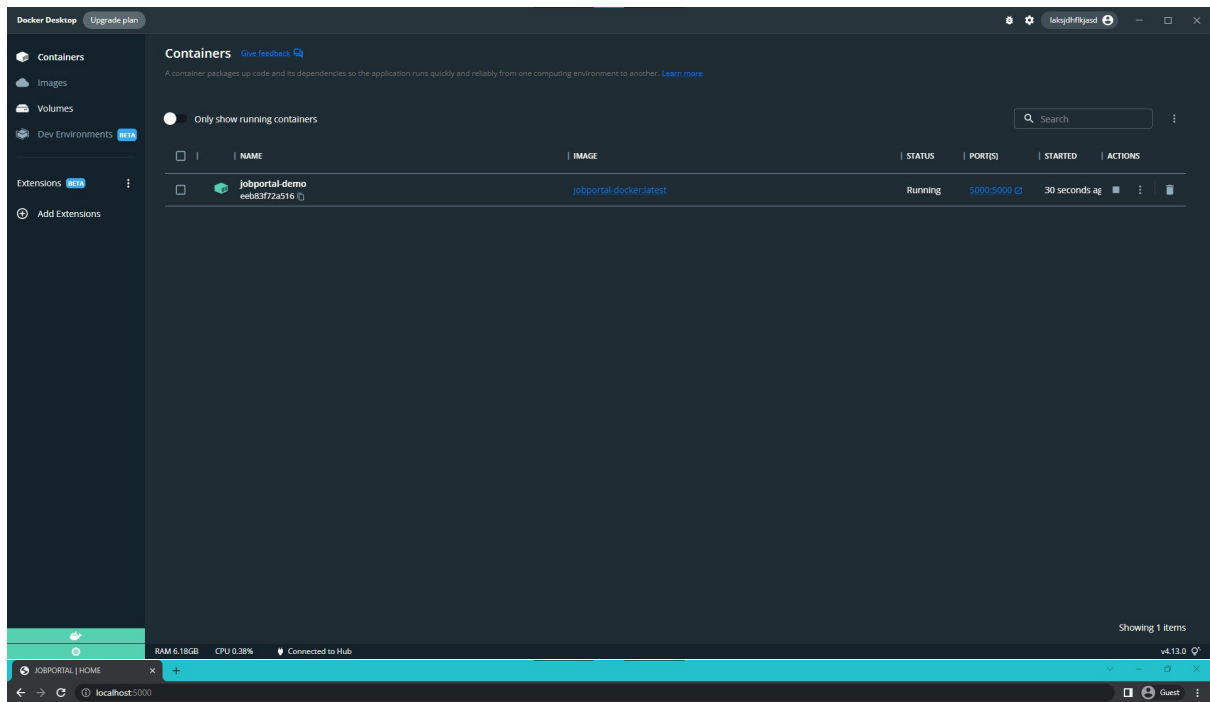 Docker Desktop Upgrade plan laksjdhflkjasd
Containers
Images
Volumes
Dev Environments BETA
Extensions BETA
Add Extensions
Containers Give feedback
A container packages up code and its dependencies so the application runs quickly and reliably from one computing environment to another. Learn more
Only show running containers Search
NAME IMAGE STATUS PORT(S) STARTED ACTIONS
jobportal-demo jobportal-docker:latest Running 5000:5000 30 seconds ag
eeb83f72a516
Showing 1 items
RAM 6.18GB CPU 0.38% Connected to Hub v4.13.0
JOBPORTAL | HOME
localhost:5000 Guest